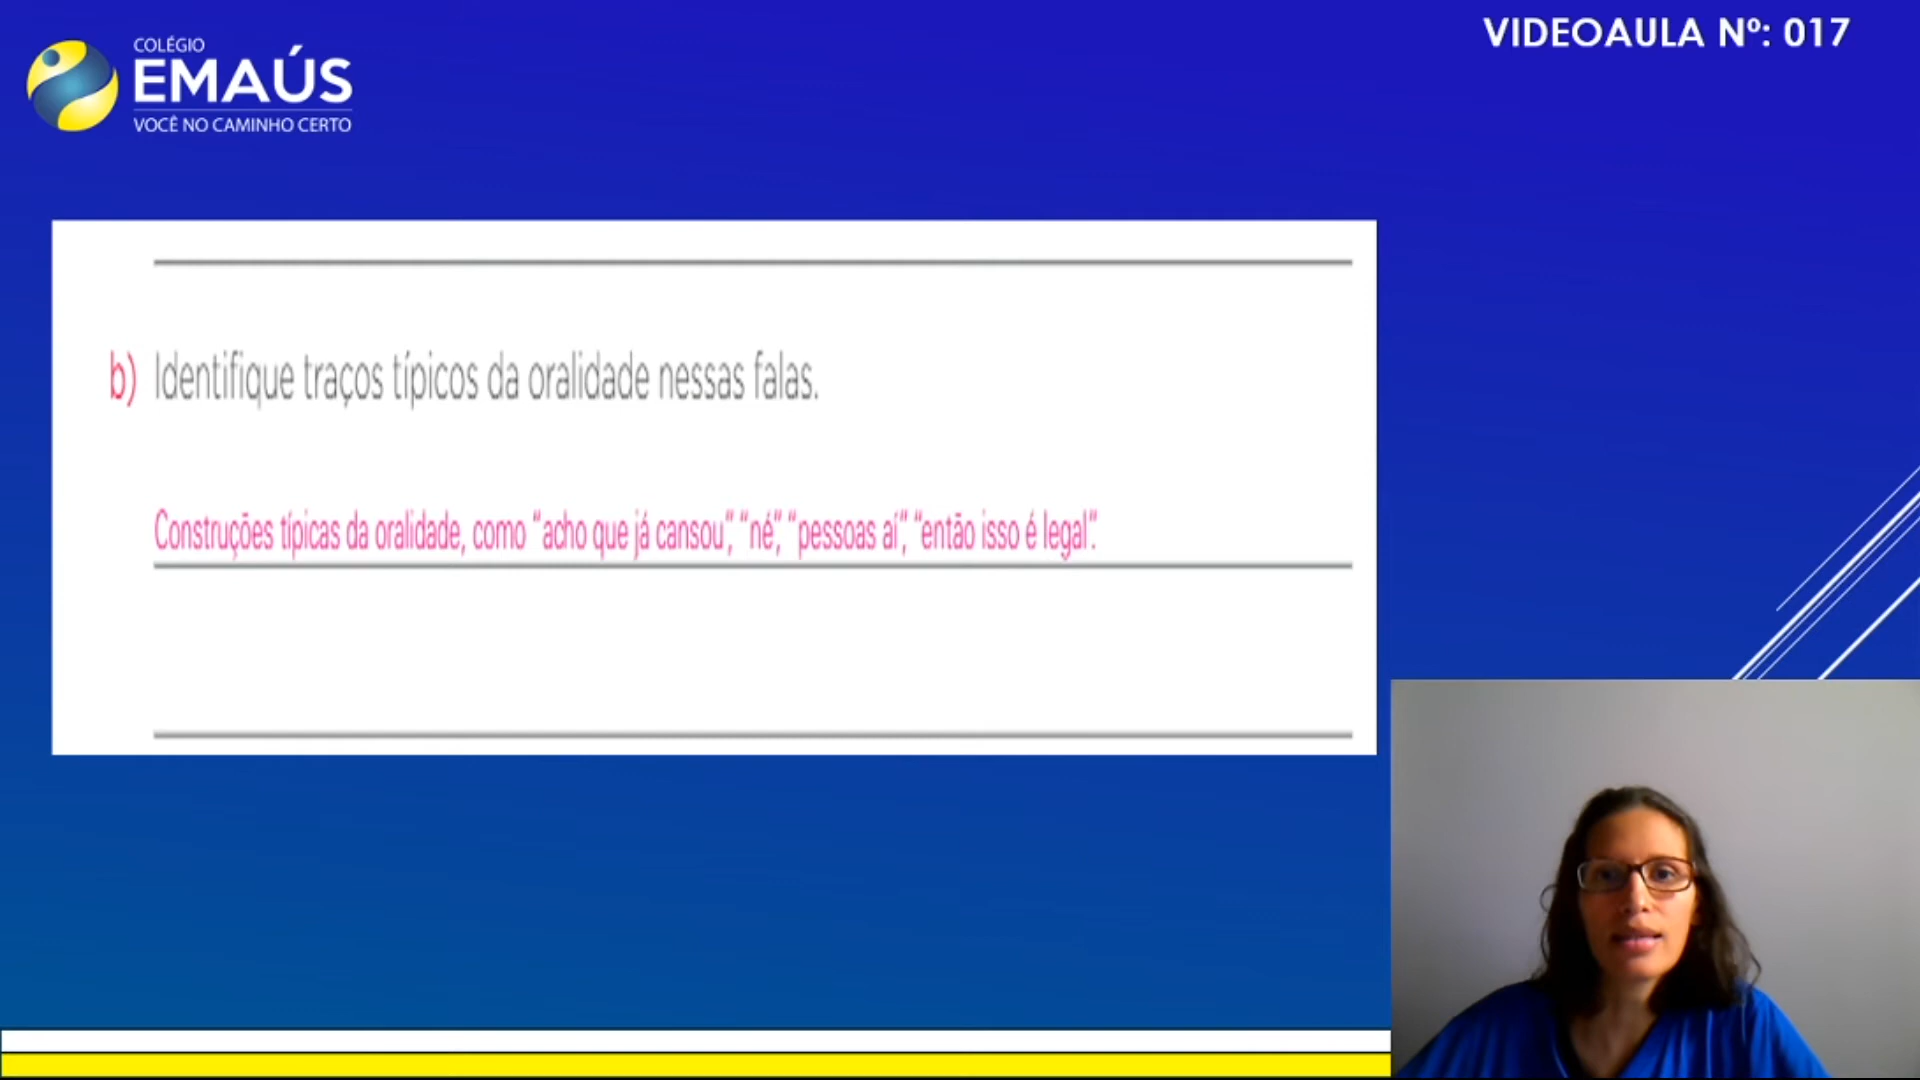 COLÉGIO
EMAÚS
VOCÊ NO CAMINHO CERTO
VIDEOAULA Nº: 017
b) Identifique traços típicos da oralidade nessas falas.
Construções típicas da oralidade, como “acho que já cansou”, “né”, “pessoas aí”, “então isso é legal”.